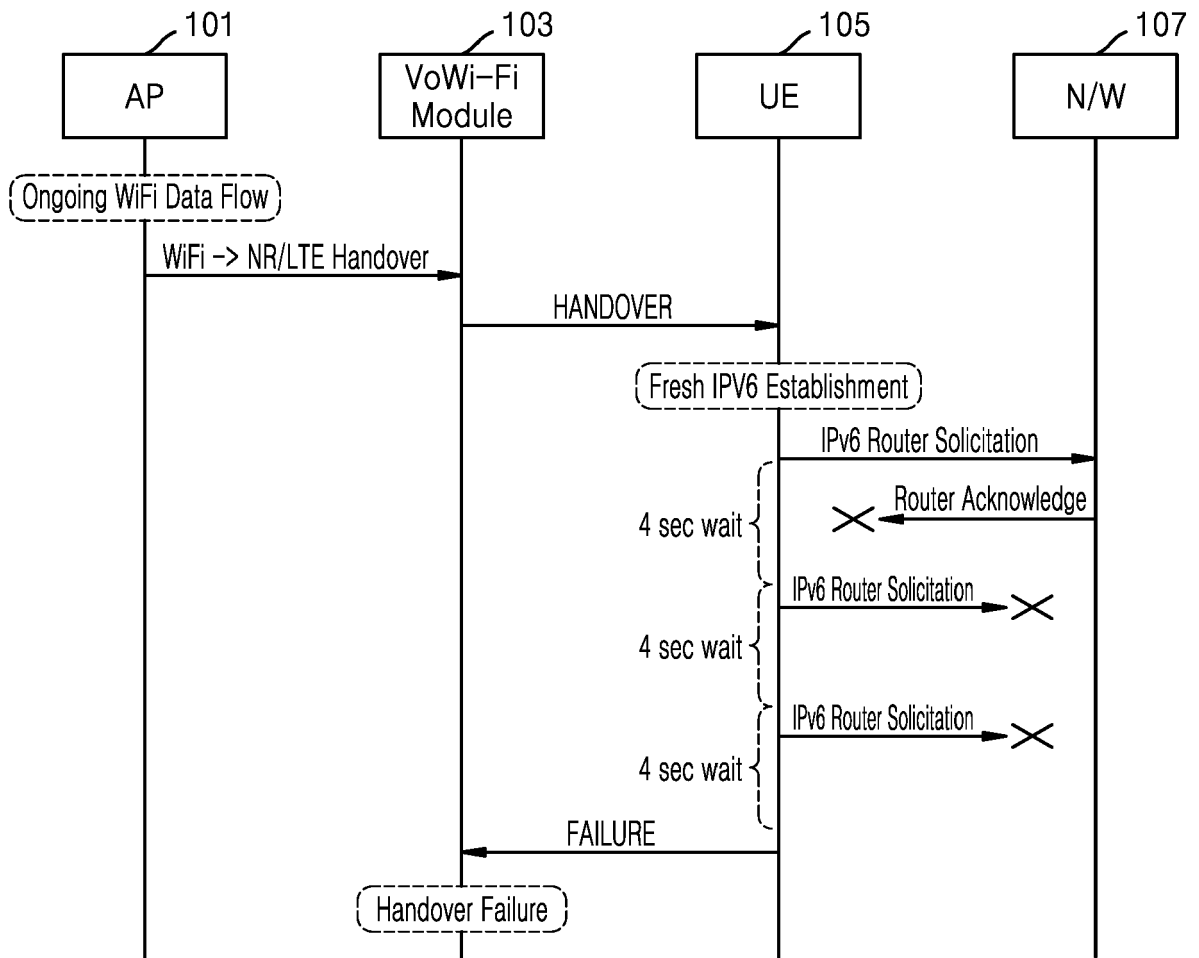 101
103
105
107
AP
VoWi-Fi
Module
UE
N/W
Ongoing WiFi Data Flow
WiFi -> NR/LTE Handover
HANDOVER
Fresh IPV6 Establishment
IPv6 Router Solicitation
Router Acknowledge
4 sec wait
IPv6 Router Solicitation
4 sec wait
IPv6 Router Solicitation
4 sec wait
FAILURE
Handover Failure